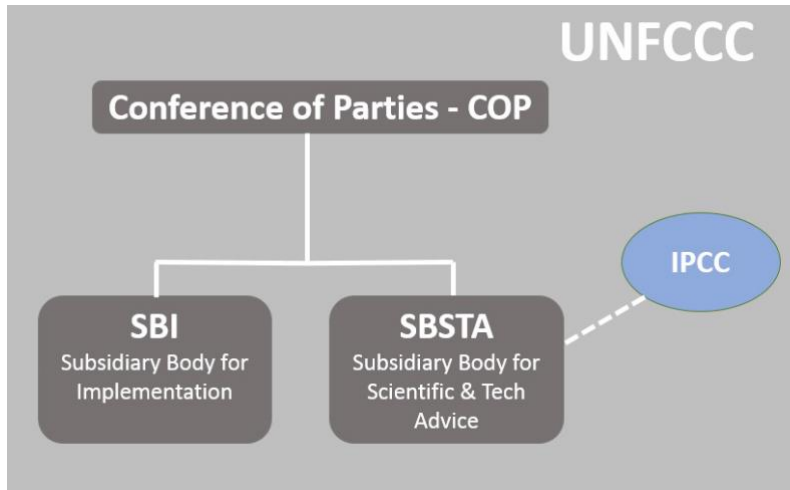 UNFCCC
Conference of Parties - COP
IPCC
SBI
Subsidiary Body for
Implementation
SBSTA
Subsidiary Body for
Scientific & Tech
Advice